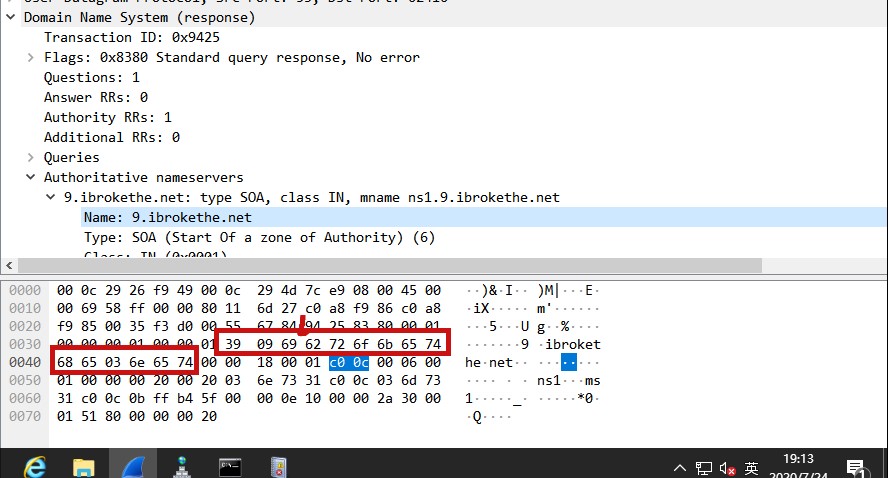 Domain Name System (response)
Transaction ID: 0x9425
Flags: 0x8380 Standard query response, No error
Questions: 1
Answer RRs: 0
Authority RRs: 1
Additional RRs: 0
Queries
Authoritative nameservers
9.ibrokethe.net: type SOA, class IN, mname ns1.9.ibrokethe.net
Name: 9.ibrokethe.net
Type: SOA (Start Of a zone of Authority) (6)
Class: IN (0x0001)
0000 00 0c 29 26 f9 49 00 0c 29 4d 7c e9 08 00 45 00 ··)&·I·· )M|···E·
0010 00 69 58 ff 00 00 80 11 6d 27 c0 a8 f9 86 c0 a8 ·iX····· m'······
0020 f9 85 00 35 f3 d0 00 55 67 84 94 25 83 80 00 01 ···5···U g··%····
0030 00 00 00 01 00 00 01 39 09 69 62 72 6f 6b 65 74 ·······9 ·ibroket
0040 68 65 03 6e 65 74 00 00 18 00 01 c0 0c 00 06 00 he·net·· ········
0050 01 00 00 00 00 20 00 20 03 6e 73 31 c0 0c 03 6d 73 ····· · ·ns1···ms
0060 31 c0 0c 0b ff b4 5f 00 00 00 0e 10 00 00 2a 30 00 1·····_· ······*0·
0070 01 51 80 00 00 00 20 ·Q····
英
19:13
2020/7/24
1